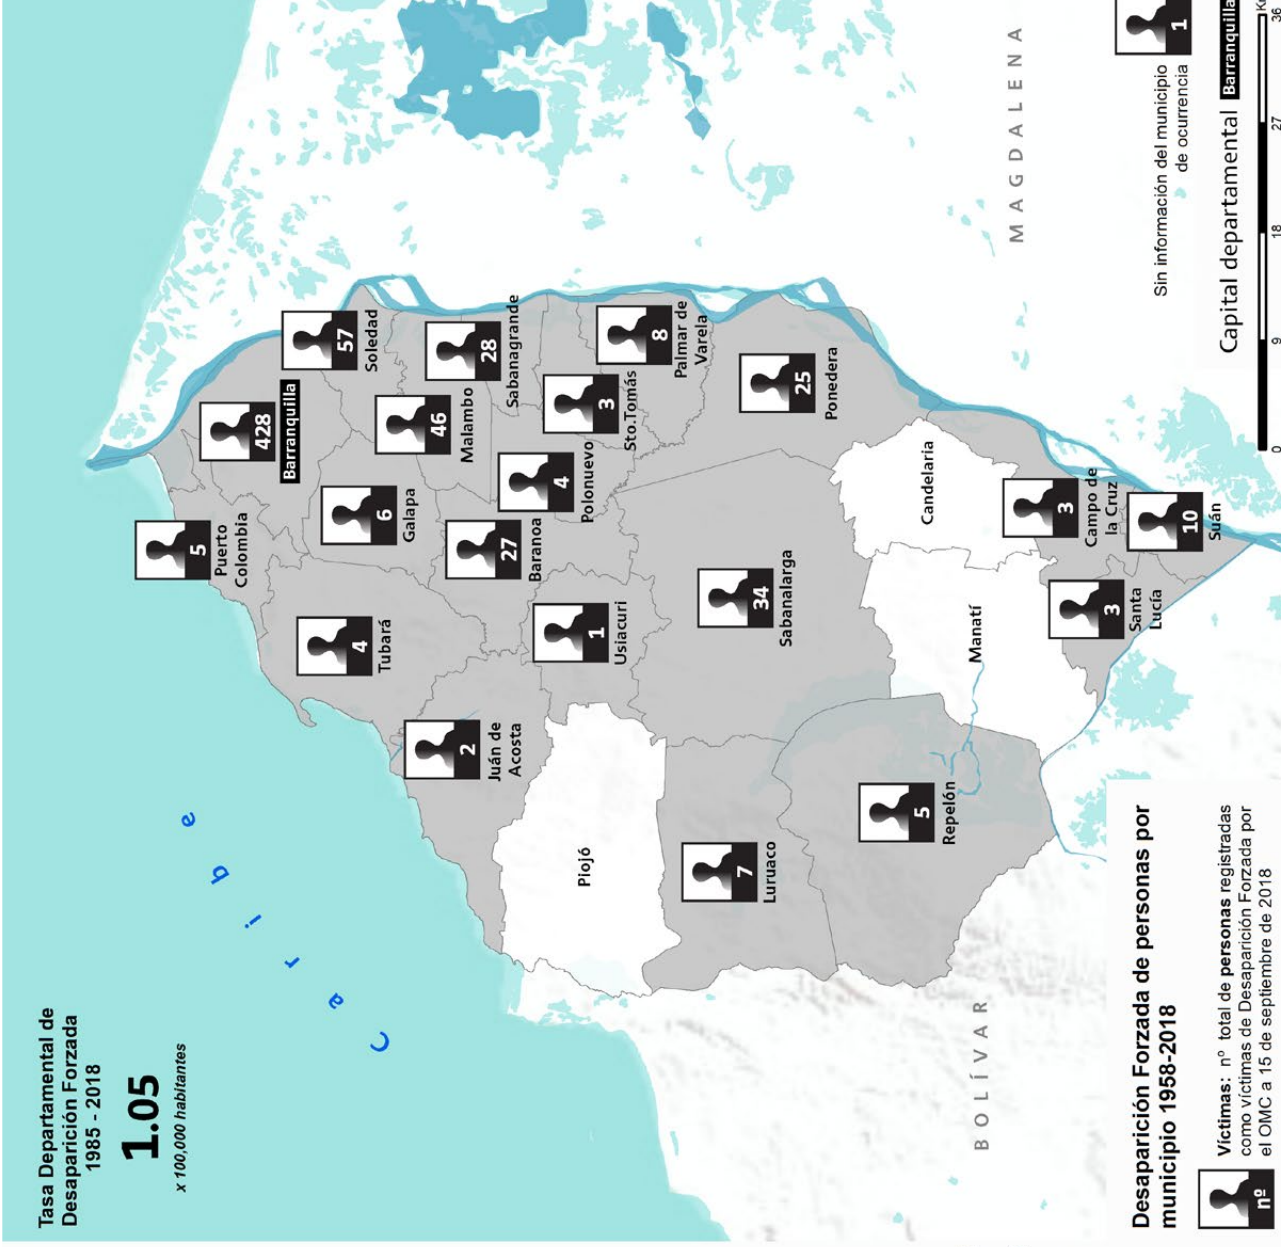 Tasa Departamental de
Desaparición Forzada
1985 - 2018
1.05
x 100,000 habitantes
C a r i b e
5
Puerto
Colombia
428
Barranquilla
57
Soledad
4
Tubará
6
Galapa
46
Malambo
28
Sabanagrande
2
Juán de
Acosta
27
Baranoa
4
Polonuevo
3
Sto.Tomás
8
Palmar de
Varela
1
Usiacuri
Piojó
34
Sabanalarga
25
Ponedera
7
Luruaco
5
Repelón
Manatí
Candelaria
3
Campo de
la Cruz
3
Santa
Lucía
10
Suán
MAGDALENA
BOLÍVAR
Desaparición Forzada de personas por
municipio 1958-2018
nº
Víctimas: nº total de personas registradas
como víctimas de Desaparición Forzada por
el OMC a 15 de septiembre de 2018
Sin información del municipio
de ocurrencia
1
Capital departamental Barranquilla
0 9 18 27 36